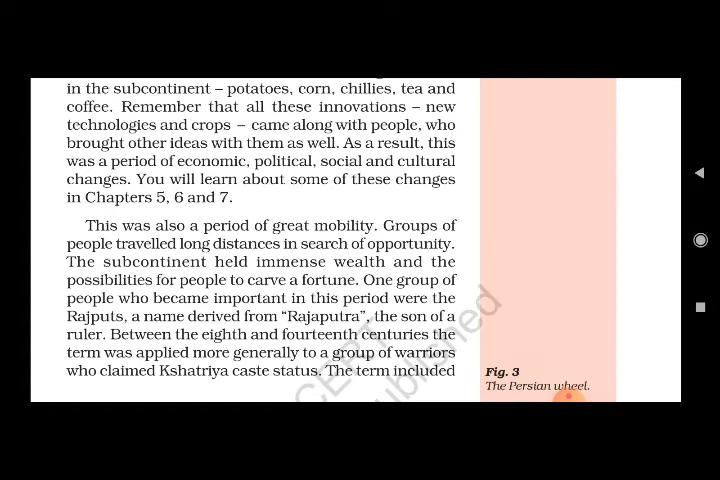 in the subcontinent – potatoes, corn, chillies, tea and
coffee. Remember that all these innovations – new
technologies and crops – came along with people, who
brought other ideas with them as well. As a result, this
was a period of economic, political, social and cultural
changes. You will learn about some of these changes
in Chapters 5, 6 and 7.
This was also a period of great mobility. Groups of
people travelled long distances in search of opportunity.
The subcontinent held immense wealth and the
possibilities for people to carve a fortune. One group of
people who became important in this period were the
Rajputs, a name derived from “Rajaputra”, the son of a
ruler. Between the eighth and fourteenth centuries the
term was applied more generally to a group of warriors
who claimed Kshatriya caste status. The term included
Fig. 3
The Persian wheel.